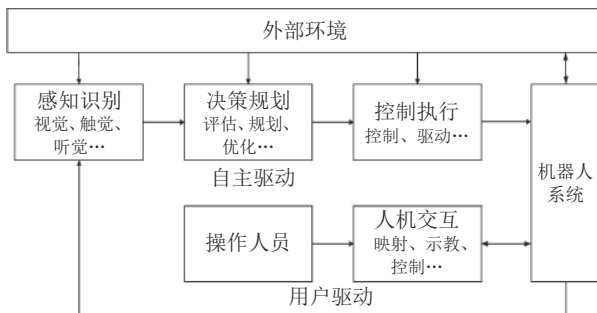 外部环境
感知识别
视觉、触觉、
听觉…
决策规划
评估、规划、
优化…
控制执行
控制、驱动…
机器人
系统
自主驱动
操作人员
人机交互
映射、示教、
控制…
用户驱动